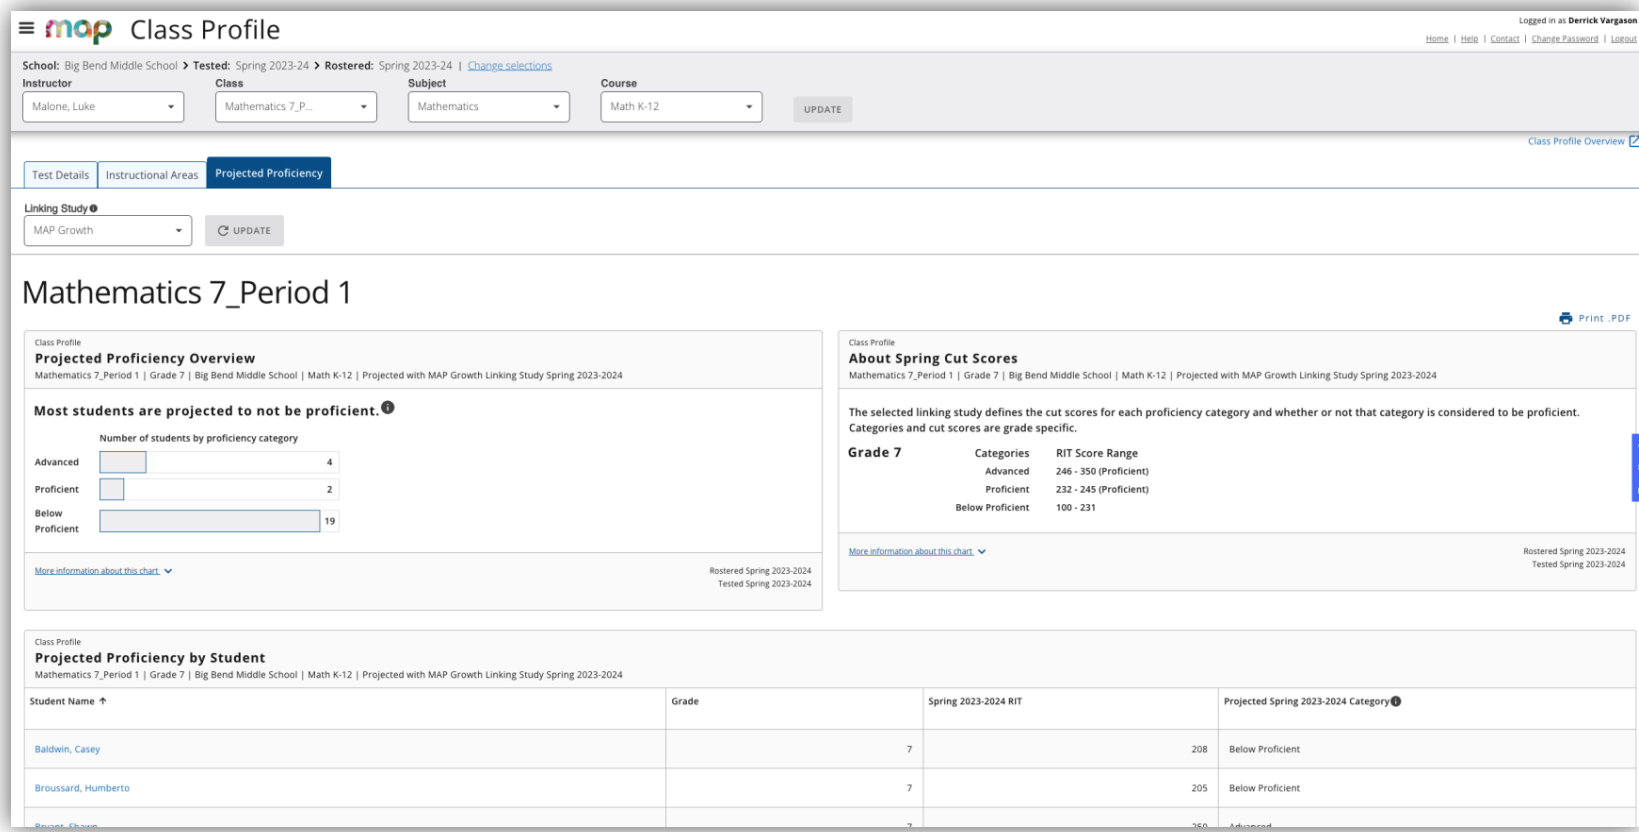 map Class Profile
Logged in as Derrick Vargason
Home | Help | Contact | Change Password | Logout
School: Big Bend Middle School > Tested: Spring 2023-24 > Rostered: Spring 2023-24 | Change selections
Instructor Class Subject Course
Malone, Luke Mathematics 7_P... Mathematics Math K-12 UPDATE
Class Profile Overview
Test Details Instructional Areas Projected Proficiency
Linking Study
MAP Growth UPDATE
Mathematics 7_Period 1
Print .PDF
Class Profile
Projected Proficiency Overview
Mathematics 7_Period 1 | Grade 7 | Big Bend Middle School | Math K-12 | Projected with MAP Growth Linking Study Spring 2023-2024
Most students are projected to not be proficient.
Number of students by proficiency category
Advanced 4
Proficient 2
Below
Proficient 19
More information about this chart
Rostered Spring 2023-2024
Tested Spring 2023-2024
Class Profile
About Spring Cut Scores
Mathematics 7_Period 1 | Grade 7 | Big Bend Middle School | Math K-12 | Projected with MAP Growth Linking Study Spring 2023-2024
The selected linking study defines the cut scores for each proficiency category and whether or not that category is considered to be proficient.
Categories and cut scores are grade specific.
Grade 7 Categories RIT Score Range
Advanced 246 - 350 (Proficient)
Proficient 232 - 245 (Proficient)
Below Proficient 100 - 231
More information about this chart
Rostered Spring 2023-2024
Tested Spring 2023-2024
Class Profile
Projected Proficiency by Student
Mathematics 7_Period 1 | Grade 7 | Big Bend Middle School | Math K-12 | Projected with MAP Growth Linking Study Spring 2023-2024
Student Name Grade Spring 2023-2024 RIT Projected Spring 2023-2024 Category
Baldwin, Casey 7 208 Below Proficient
Broussard, Humberto 7 205 Below Proficient
Bryant, Shawn 7 250 Advanced